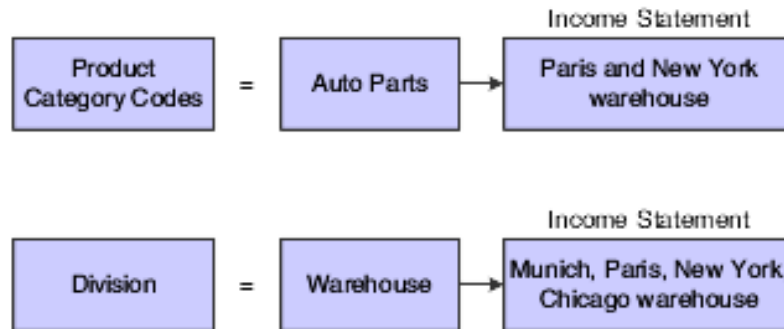 Income Statement
Product
Category Codes
=
Auto Parts
Paris and New York
warehouse
Income Statement
Division
=
Warehouse
Munich, Paris, New York
Chicago warehouse